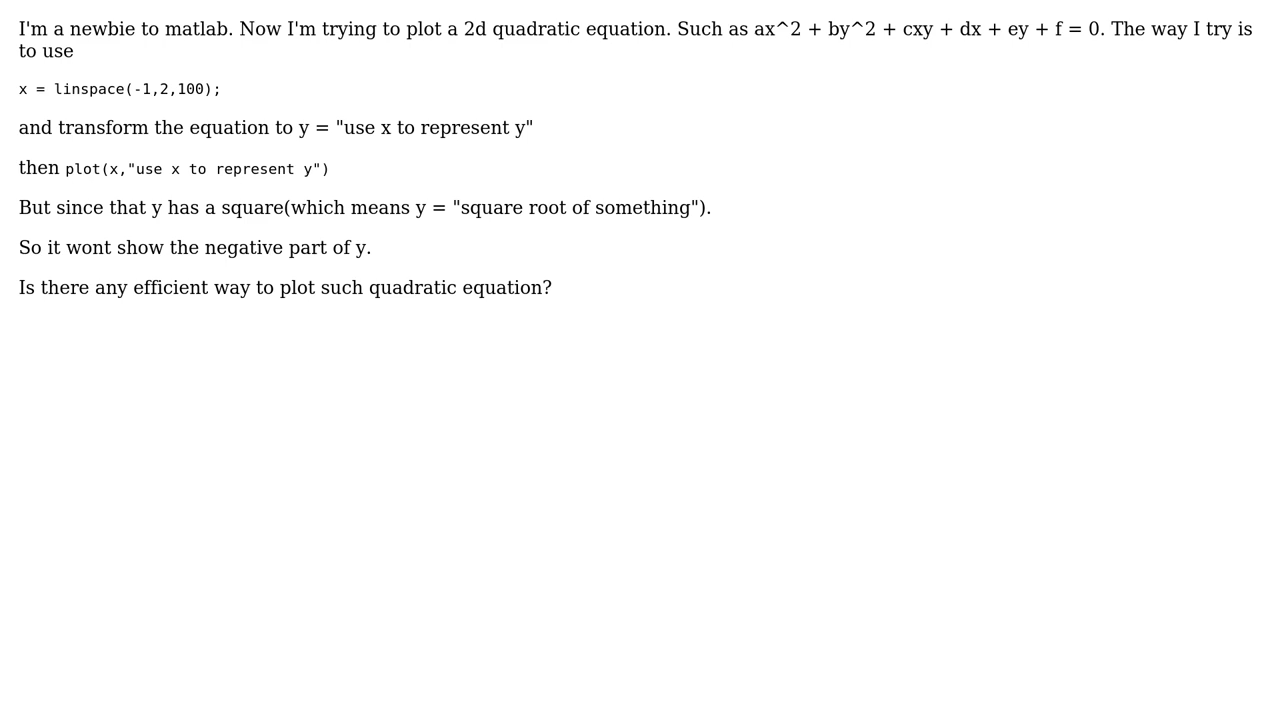 I'm a newbie to matlab. Now I'm trying to plot a 2d quadratic equation. Such as ax^2 + by^2 + cxy + dx + ey + f = 0. The way I try is
to use
x = linspace(-1,2,100);
and transform the equation to y = "use x to represent y"
then plot(x,"use x to represent y")
But since that y has a square(which means y = "square root of something").
So it wont show the negative part of y.
Is there any efficient way to plot such quadratic equation?